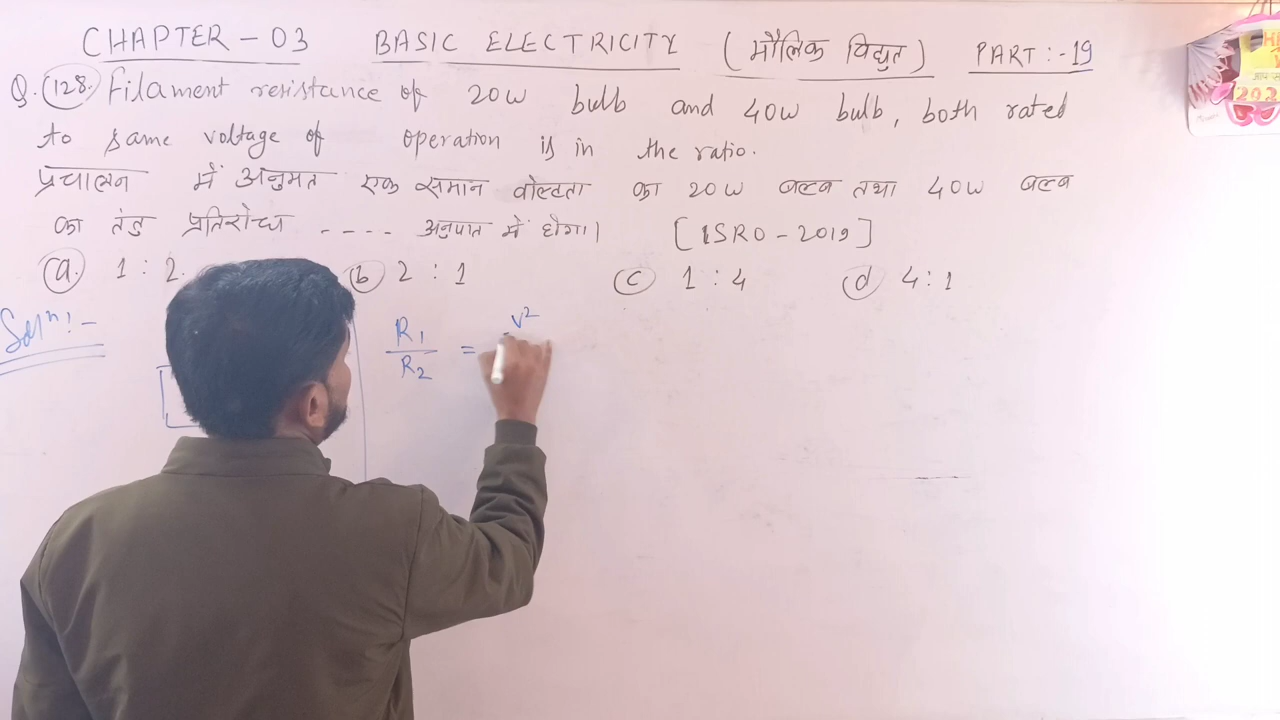 CHAPTER - 03 BASIC ELECTRICITY (मौलिक विद्युत) PART :- 19
Q. 128. Filament resistance of 20W bulb and 40W bulb, both rated
to same voltage of operation is in the ratio.
प्रचालन में अनुमत एक समान वोल्टता का 20W बल्ब तथा 40W बल्ब
का तंतु प्रतिरोध ---- अनुपात में होगा। [ISRO - 2019]
a. 1 : 2. b 2 : 1 c 1 : 4 d 4 : 1
Solⁿ :-
R1
R2
=
V²